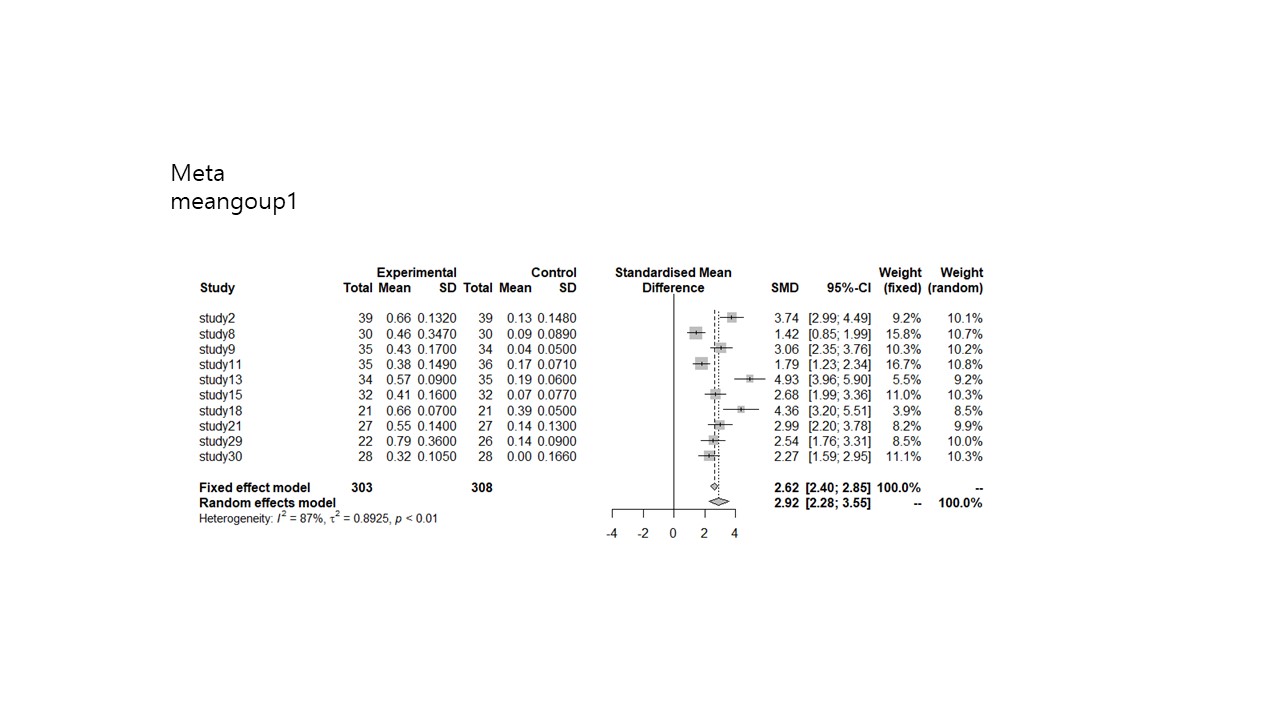 Meta
meangoup1
Experimental Control Standardised Mean Weight Weight
Study Total Mean SD Total Mean SD Difference SMD 95%-CI (fixed) (random)
study2 39 0.66 0.1320 39 0.13 0.1480 3.74 [2.99; 4.49] 9.2% 10.1%
study8 30 0.46 0.3470 30 0.09 0.0890 1.42 [0.85; 1.99] 15.8% 10.7%
study9 35 0.43 0.1700 34 0.04 0.0500 3.06 [2.35; 3.76] 10.3% 10.2%
study11 35 0.38 0.1490 36 0.17 0.0710 1.79 [1.23; 2.34] 16.7% 10.8%
study13 34 0.57 0.0900 35 0.19 0.0600 4.93 [3.96; 5.90] 5.5% 9.2%
study15 32 0.41 0.1600 32 0.07 0.0770 2.68 [1.99; 3.36] 11.0% 10.3%
study18 21 0.66 0.0700 21 0.39 0.0500 4.36 [3.20; 5.51] 3.9% 8.5%
study21 27 0.55 0.1400 27 0.14 0.1300 2.99 [2.20; 3.78] 8.2% 9.9%
study29 22 0.79 0.3600 26 0.14 0.0900 2.54 [1.76; 3.31] 8.5% 10.0%
study30 28 0.32 0.1050 28 0.00 0.1660 2.27 [1.59; 2.95] 11.1% 10.3%
Fixed effect model 303 308 2.62 [2.40; 2.85] 100.0% --
Random effects model 2.92 [2.28; 3.55] -- 100.0%
Heterogeneity: I² = 87%, τ² = 0.8925, p < 0.01
-4 -2 0 2 4